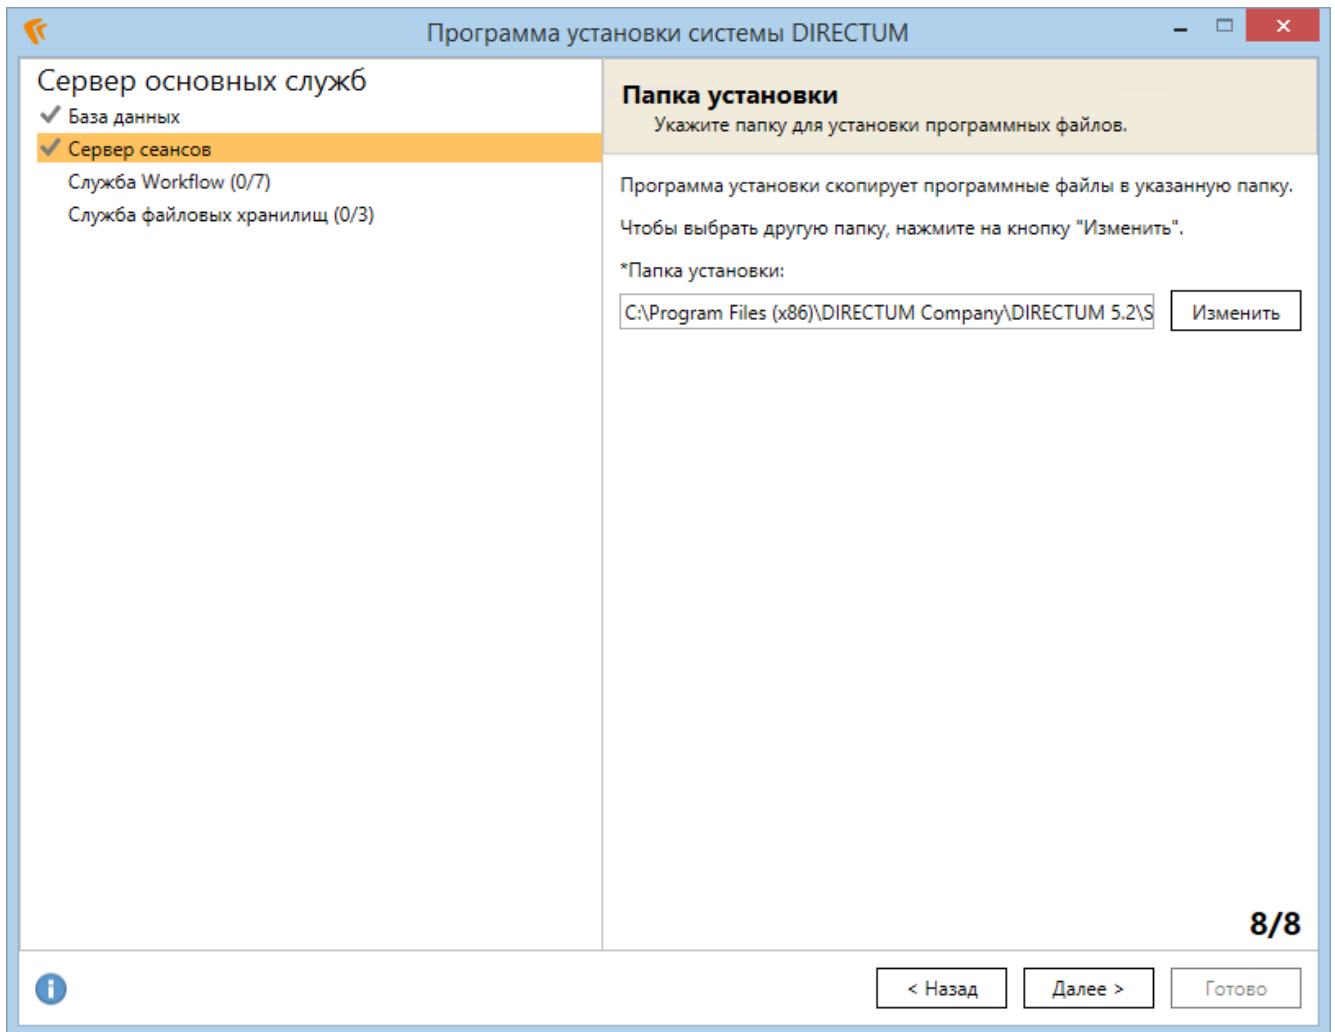 Программа установки системы DIRECTUM
Сервер основных служб
База данных
Сервер сеансов
Служба Workflow (0/7)
Служба файловых хранилищ (0/3)
Папка установки
Укажите папку для установки программных файлов.
Программа установки скопирует программные файлы в указанную папку.
Чтобы выбрать другую папку, нажмите на кнопку "Изменить".
*Папка установки:
C:\Program Files (x86)\DIRECTUM Company\DIRECTUM 5.2\S
Изменить
8/8
< Назад
Далее >
Готово